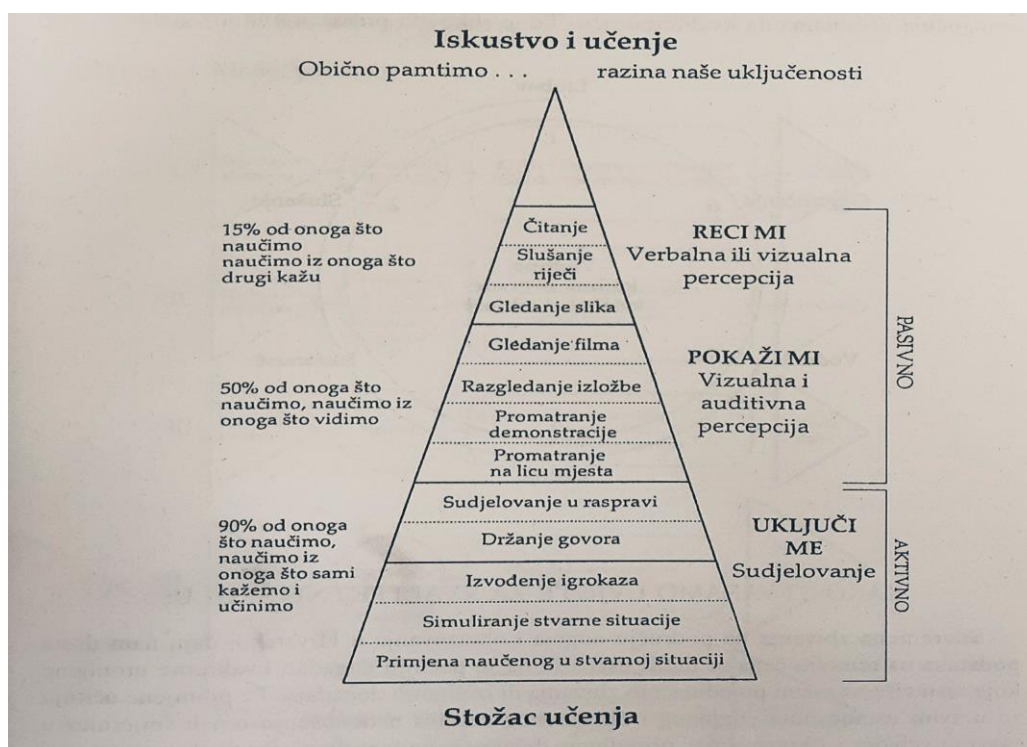 Iskustvo i učenje
Obično pamtimo . . . razina naše uključenosti
15% od onoga što
naučimo
naučimo iz onoga što
drugi kažu
Čitanje
Slušanje
riječi
Gledanje slika
RECI MI
Verbalna ili vizualna
percepcija
50% od onoga što
naučimo, naučimo iz
onoga što vidimo
Gledanje filma
Razgledanje izložbe
Promatranje
demonstracije
Promatranje
na licu mjesta
POKAŽI MI
Vizualna i
auditivna
percepcija
PASIVNO
90% od onoga
što naučimo,
naučimo iz
onoga što sami
kažemo i
učinimo
Sudjelovanje u raspravi
Držanje govora
Izvođenje igrokaza
Simuliranje stvarne situacije
Primjena naučenog u stvarnoj situaciji
UKLJUČI
ME
Sudjelovanje
AKTIVNO
Stožac učenja